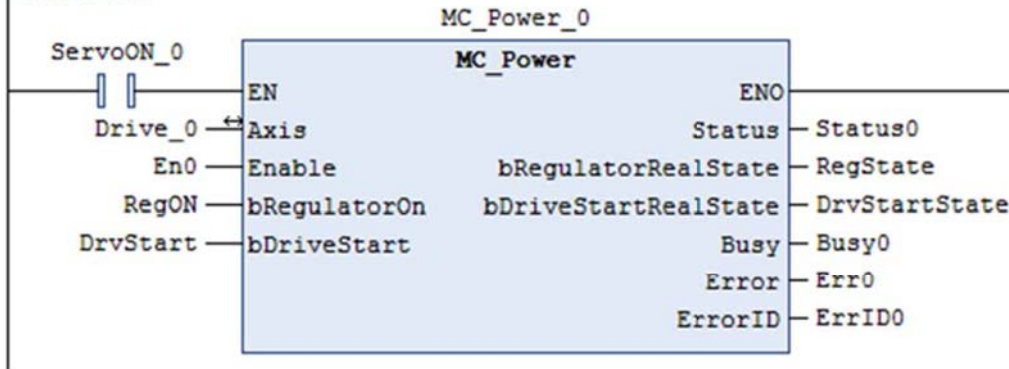 MC_Power_0
ServoON_0
MC_Power
EN ENO
Drive_0 Axis Status Status0
En0 Enable bRegulatorRealState RegState
RegON bRegulatorOn bDriveStartRealState DrvStartState
DrvStart bDriveStart Busy Busy0
Error Err0
ErrorID ErrID0